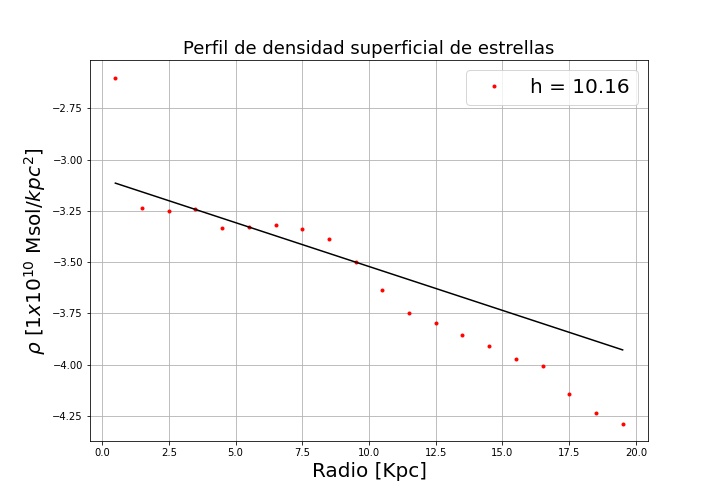 Perfil de densidad superficial de estrellas
h = 10.16
ρ [1x10¹⁰ Msol/kpc²]
−2.75
−3.00
−3.25
−3.50
−3.75
−4.00
−4.25
0.0 2.5 5.0 7.5 10.0 12.5 15.0 17.5 20.0
Radio [Kpc]